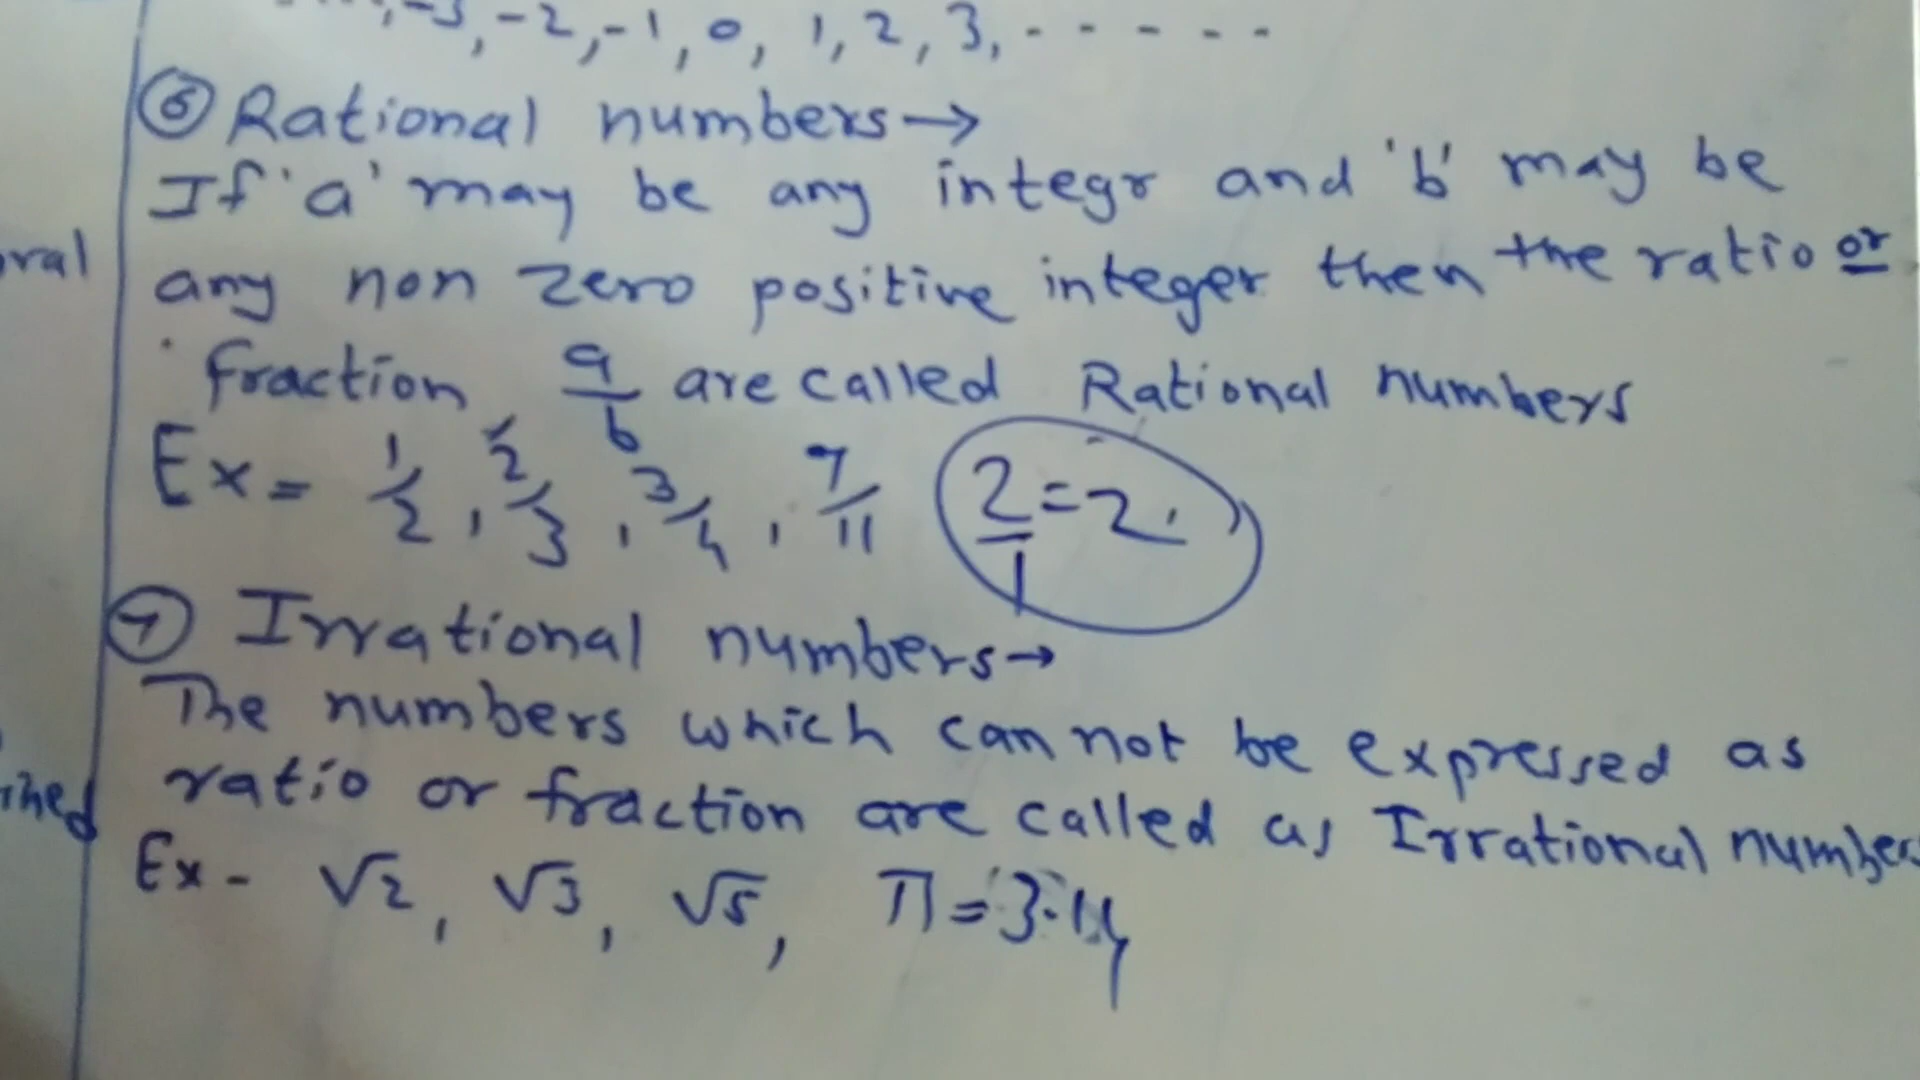 -3, -2, -1, 0, 1, 2, 3, - - - - -
⑥ Rational numbers →
If 'a' may be any integr and 'b' may be
oral
any non zero positive integer then the ratio or
fraction a/b are called Rational numbers
Ex = 1/2, 2/3, 3/4, 7/11 2/1 = 2.
⑦ Irrational numbers →
The numbers which can not be expressed as
ratio or fraction are called as Irrational number
Ex - √2, √3, √5, π = 3.14